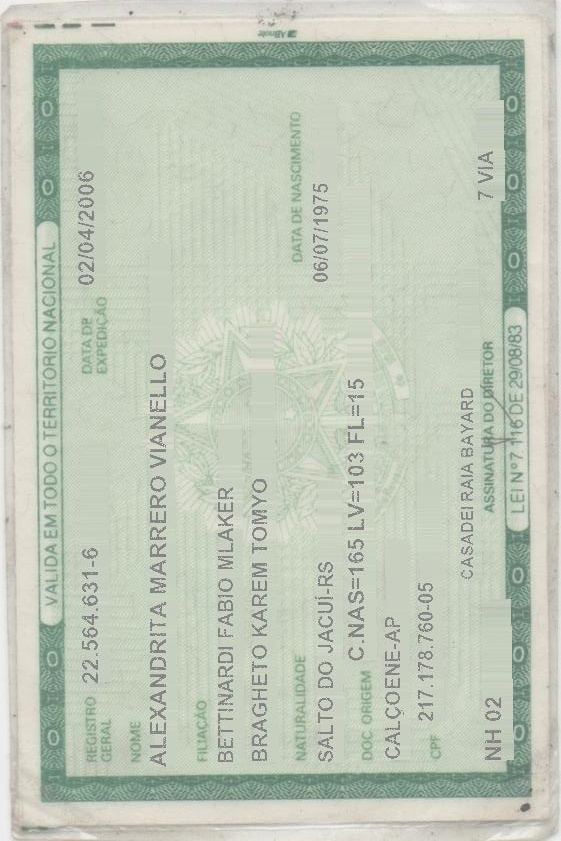 VALIDA EM TODO O TERRITORIO NACIONAL
REGISTRO GERAL 22.564.631-6 DATA DE EXPEDIÇÃO 02/04/2006
NOME
ALEXANDRITA MARRERO VIANELLO
FILIAÇÃO
BETTINARDI FABIO MLAKER
BRAGHETO KAREM TOMYO
NATURALIDADE DATA DE NASCIMENTO
SALTO DO JACUÍ-RS 06/07/1975
DOC ORIGEM C.NAS=165 LV=103 FL=15
CALÇOENE-AP
CPF 217.178.760-05
CASADEI RAIA BAYARD
NH 02 ASSINATURA DO DIRETOR 7 VIA
LEI Nº 7 116 DE 29/08/83